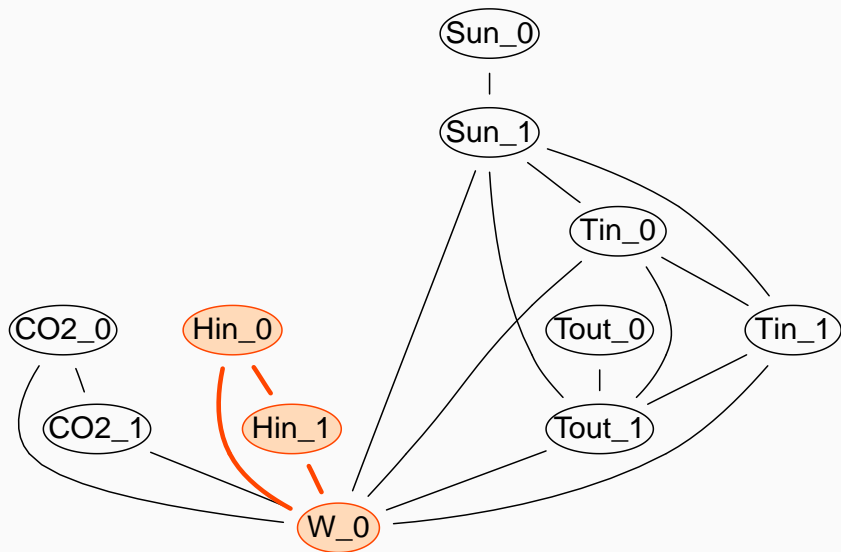 Sun_0
Sun_1
Tin_0
CO2_0
Hin_0
Tout_0
Tin_1
CO2_1
Hin_1
Tout_1
W_0